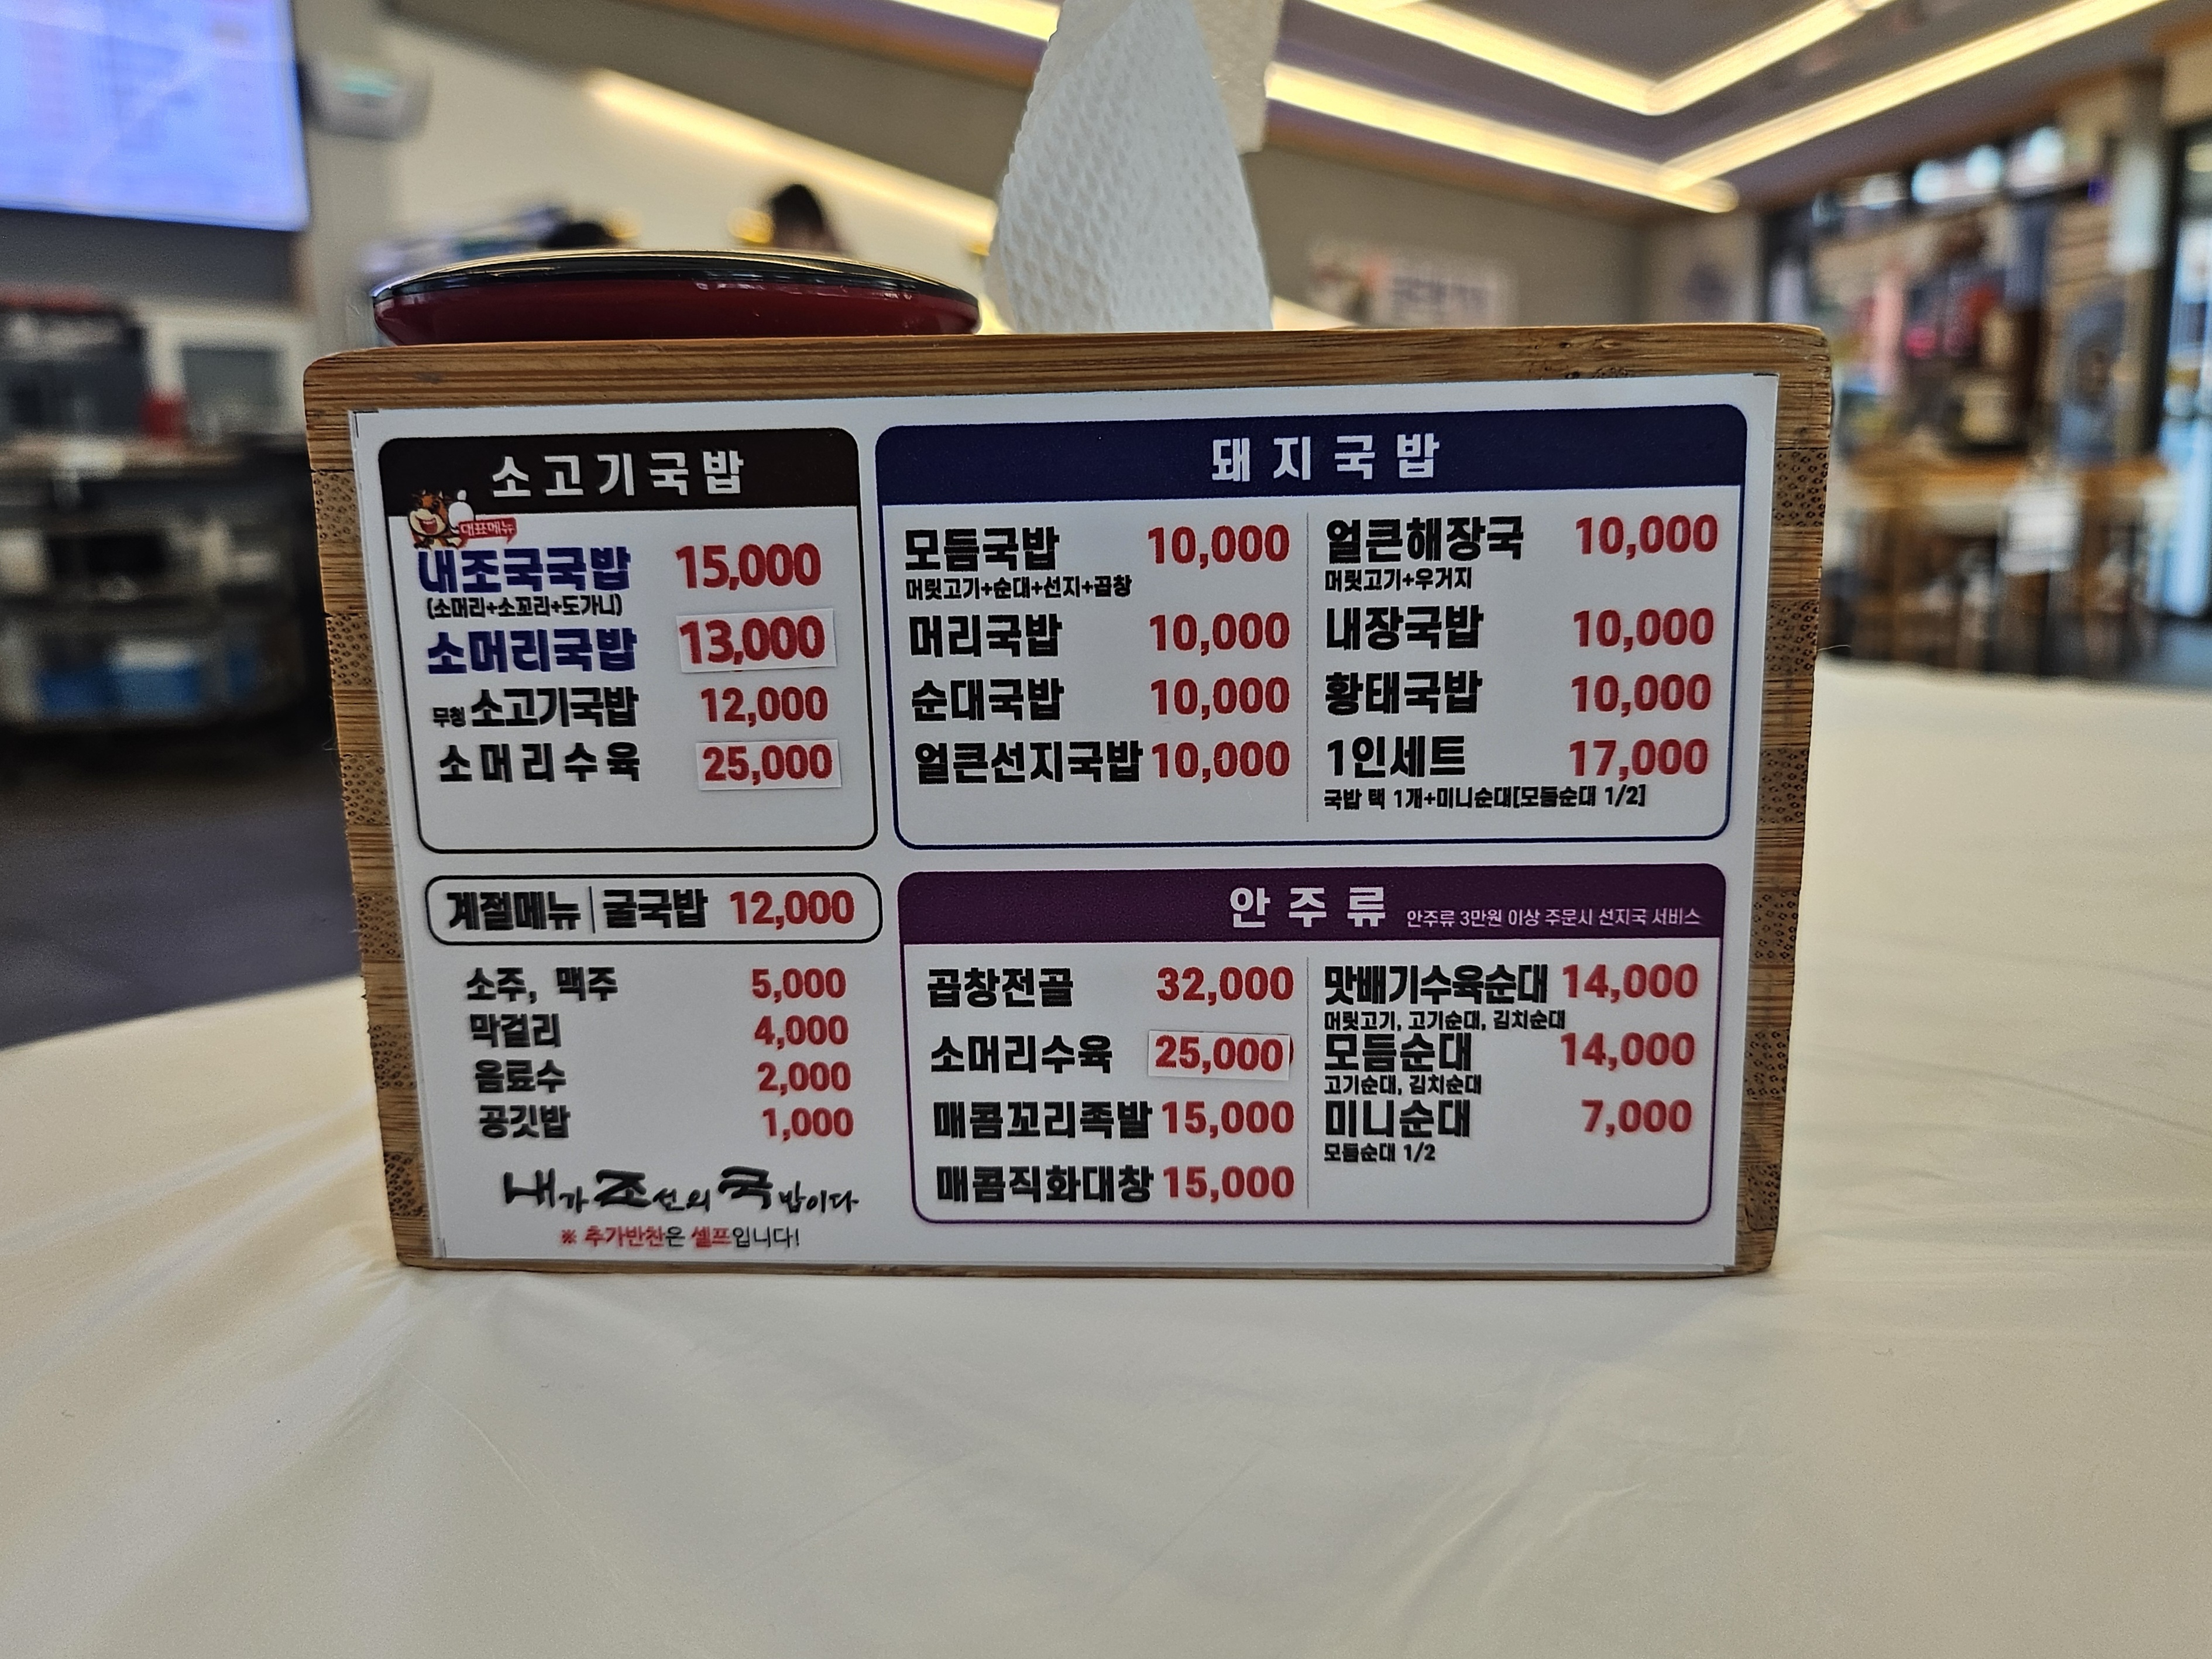 소고기국밥
대표메뉴
내조국국밥 15,000
(소머리+소꼬리+도가니)
소머리국밥 13,000
무청 소고기국밥 12,000
소머리수육 25,000
돼지국밥
모듬국밥 10,000
머릿고기+순대+선지+곱창
머리국밥 10,000
순대국밥 10,000
얼큰선지국밥 10,000
얼큰해장국 10,000
머릿고기+우거지
내장국밥 10,000
황태국밥 10,000
1인세트 17,000
국밥 택 1개+미니순대[모듬순대 1/2]
계절메뉴 | 굴국밥 12,000
소주, 맥주 5,000
막걸리 4,000
음료수 2,000
공깃밥 1,000
내가 조선의 국밥이다
※ 추가반찬은 셀프입니다!
안주류 안주류 3만원 이상 주문시 선지국 서비스
곱창전골 32,000
소머리수육 25,000
매콤꼬리족발 15,000
매콤직화대창 15,000
맛배기수육순대 14,000
머릿고기, 고기순대, 김치순대
모듬순대 14,000
고기순대, 김치순대
미니순대 7,000
모듬순대 1/2